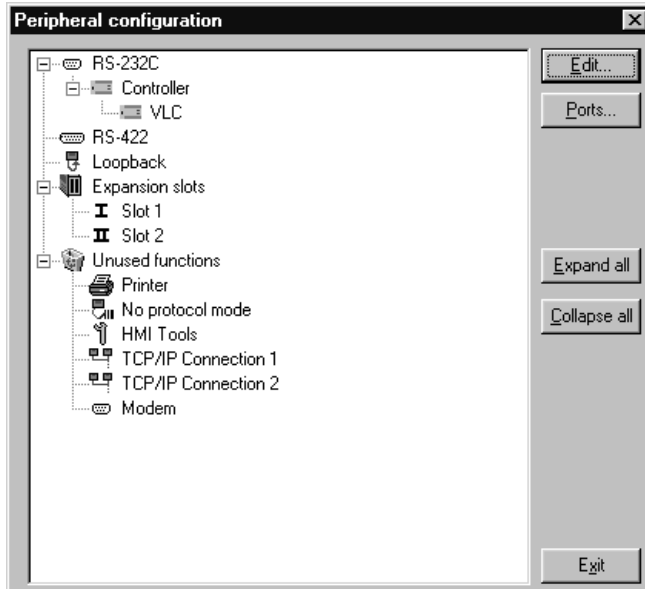 Peripheral configuration
RS-232C
Controller
VLC
RS-422
Loopback
Expansion slots
I Slot 1
II Slot 2
Unused functions
Printer
No protocol mode
HMI Tools
TCP/IP Connection 1
TCP/IP Connection 2
Modem
Edit...
Ports...
Expand all
Collapse all
Exit